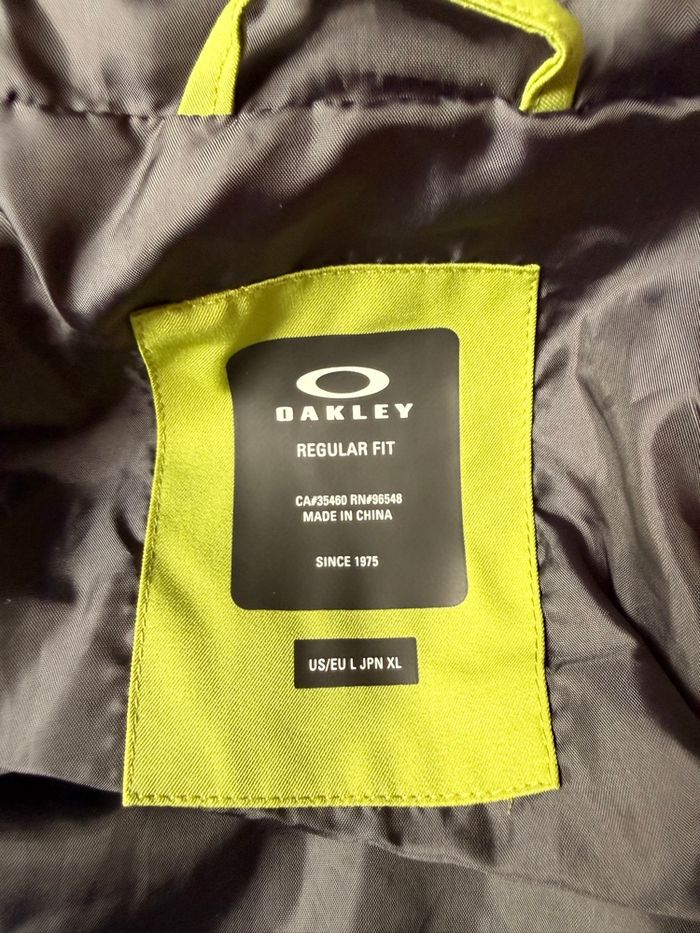 OAKLEY
REGULAR FIT
CA#35460 RN#96548
MADE IN CHINA
SINCE 1975
US/EU L JPN XL